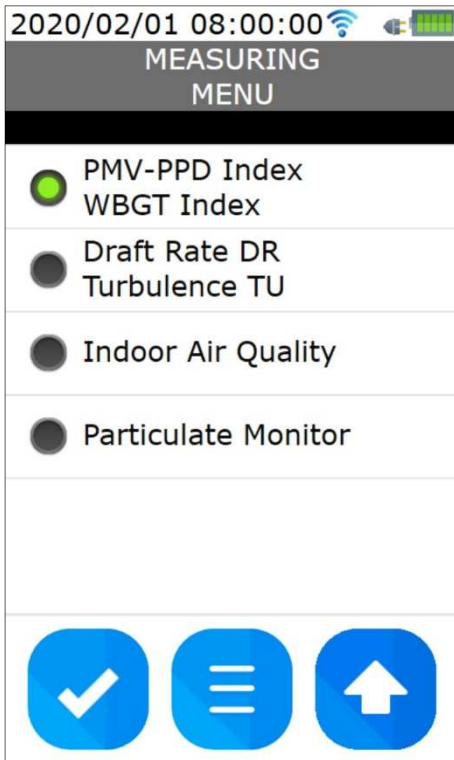 2020/02/01 08:00:00
MEASURING
MENU
PMV-PPD Index
WBGT Index
Draft Rate DR
Turbulence TU
Indoor Air Quality
Particulate Monitor